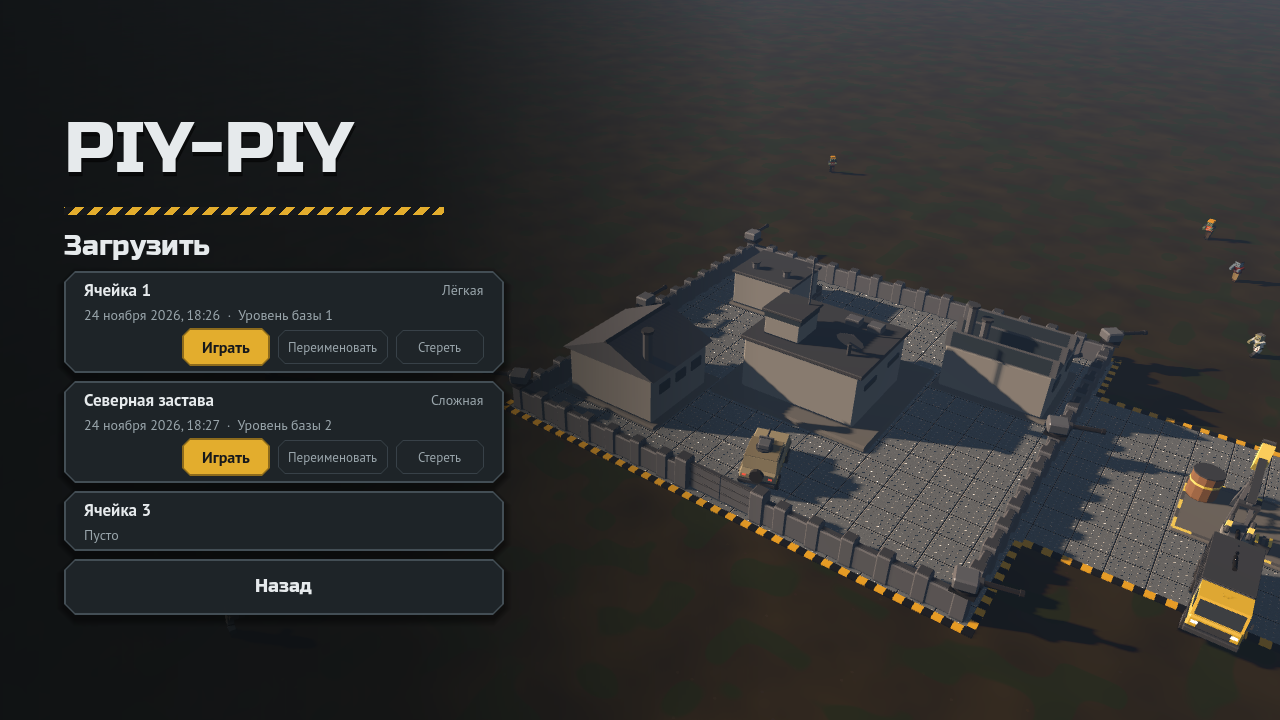 PIY-PIY
Загрузить
Ячейка 1
Лёгкая
24 ноября 2026, 18:26 · Уровень базы 1
Играть
Переименовать
Стереть
Северная застава
Сложная
24 ноября 2026, 18:27 · Уровень базы 2
Играть
Переименовать
Стереть
Ячейка 3
Пусто
Назад